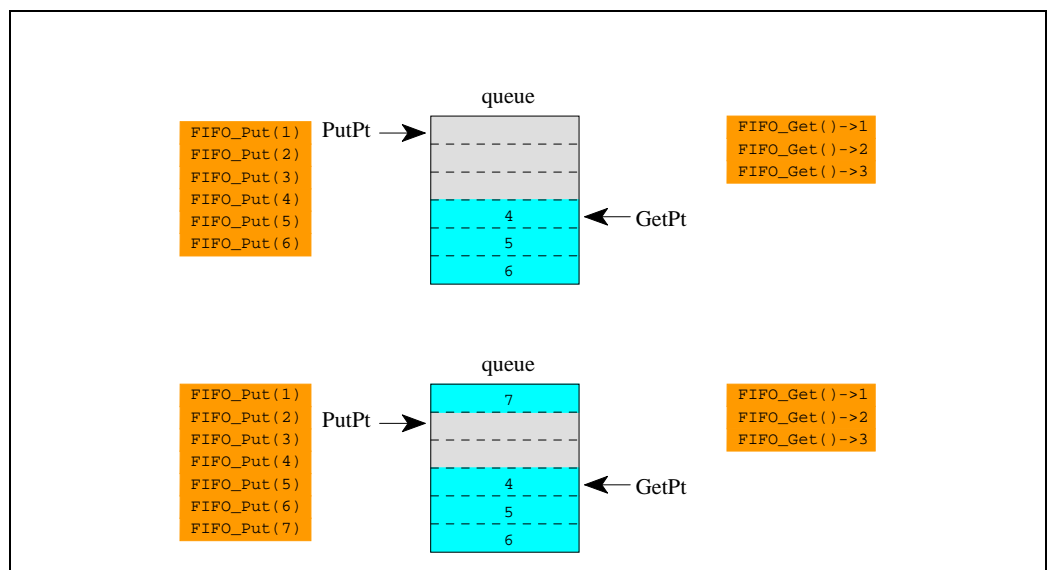 queue
FIFO_Put(1)
FIFO_Put(2)
FIFO_Put(3)
FIFO_Put(4)
FIFO_Put(5)
FIFO_Put(6)
PutPt
4
5
6
GetPt
FIFO_Get()->1
FIFO_Get()->2
FIFO_Get()->3
queue
FIFO_Put(1)
FIFO_Put(2)
FIFO_Put(3)
FIFO_Put(4)
FIFO_Put(5)
FIFO_Put(6)
FIFO_Put(7)
PutPt
7
4
5
6
GetPt
FIFO_Get()->1
FIFO_Get()->2
FIFO_Get()->3